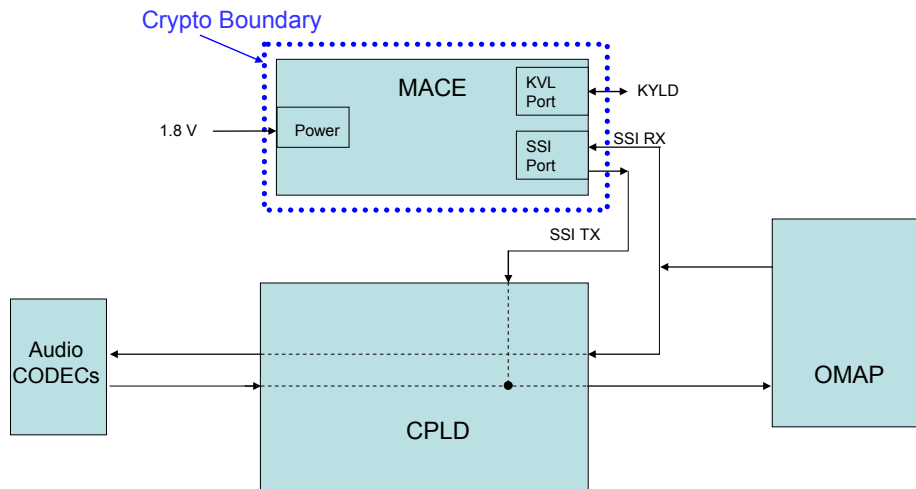 Crypto Boundary
MACE
KVL
Port
KYLD
1.8 V
Power
SSI
Port
SSI RX
SSI TX
Audio
CODECs
OMAP
CPLD